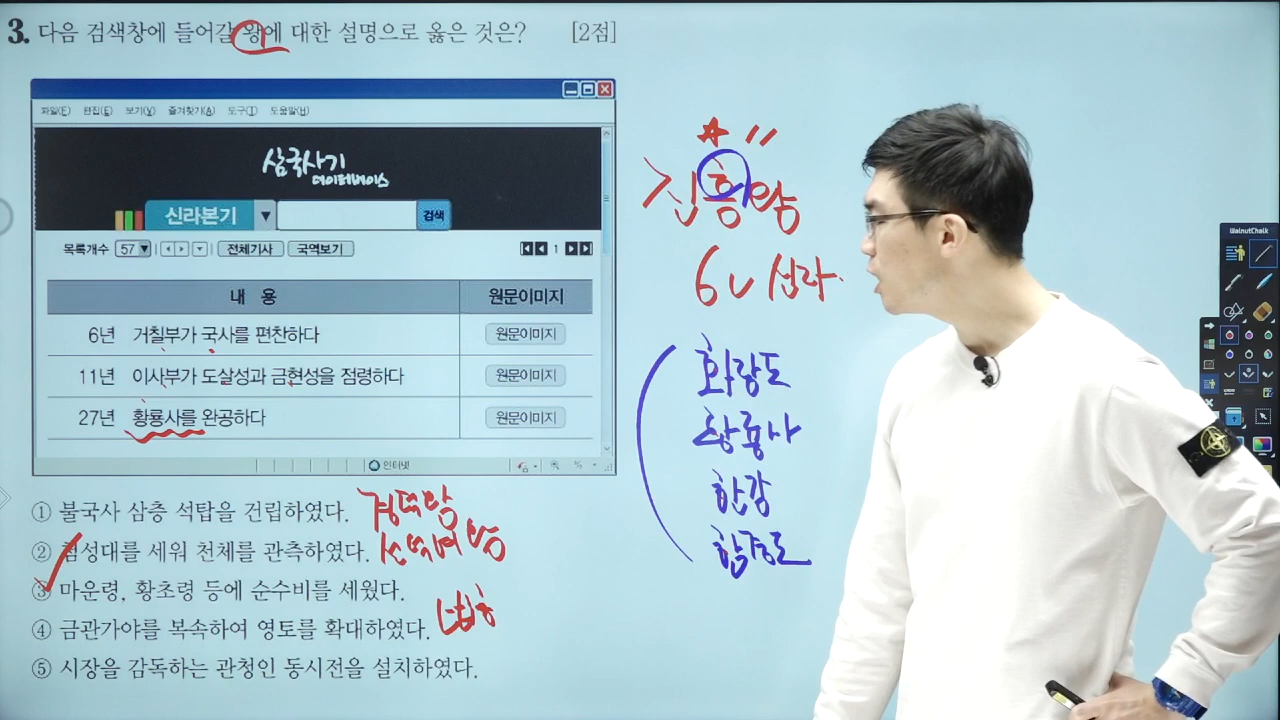 3. 다음 검색창에 들어갈 왕에 대한 설명으로 옳은 것은? [2점]
파일(F) 편집(E) 보기(V) 즐겨찾기(A) 도구(T) 도움말(H)
삼국사기
데이터베이스
신라본기 ▼ 검색
목록개수 57 ▼ 전체기사 국역보기 1
내 용 원문이미지
6년 거칠부가 국사를 편찬하다 원문이미지
11년 이사부가 도살성과 금현성을 점령하다 원문이미지
27년 황룡사를 완공하다 원문이미지
인터넷
① 불국사 삼층 석탑을 건립하였다. 경덕왕
② 첨성대를 세워 천체를 관측하였다. 선덕여왕
③ 마운령, 황초령 등에 순수비를 세웠다.
④ 금관가야를 복속하여 영토를 확대하였다. 법흥
⑤ 시장을 감독하는 관청인 동시전을 설치하였다.
진흥왕
6C 신라
화랑도
황룡사
한강
함경도
WalnutChalk